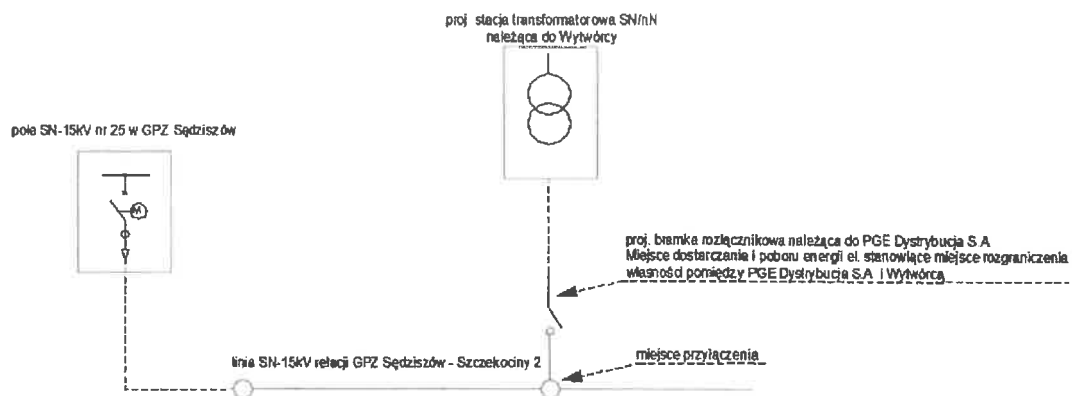 proj. stacja transformatorowa SN/nN
należąca do Wytwórcy
pole SN-15kV nr 25 w GPZ Sędziszów
M
proj. bramka rozłącznikowa należąca do PGE Dystrybucja S.A.
Miejsce dostarczania i poboru energii el. stanowiące miejsce rozgraniczenia
własności pomiędzy PGE Dystrybucja S.A. i Wytwórcą
linia SN-15kV relacji GPZ Sędziszów - Szczekociny 2
miejsce przyłączenia